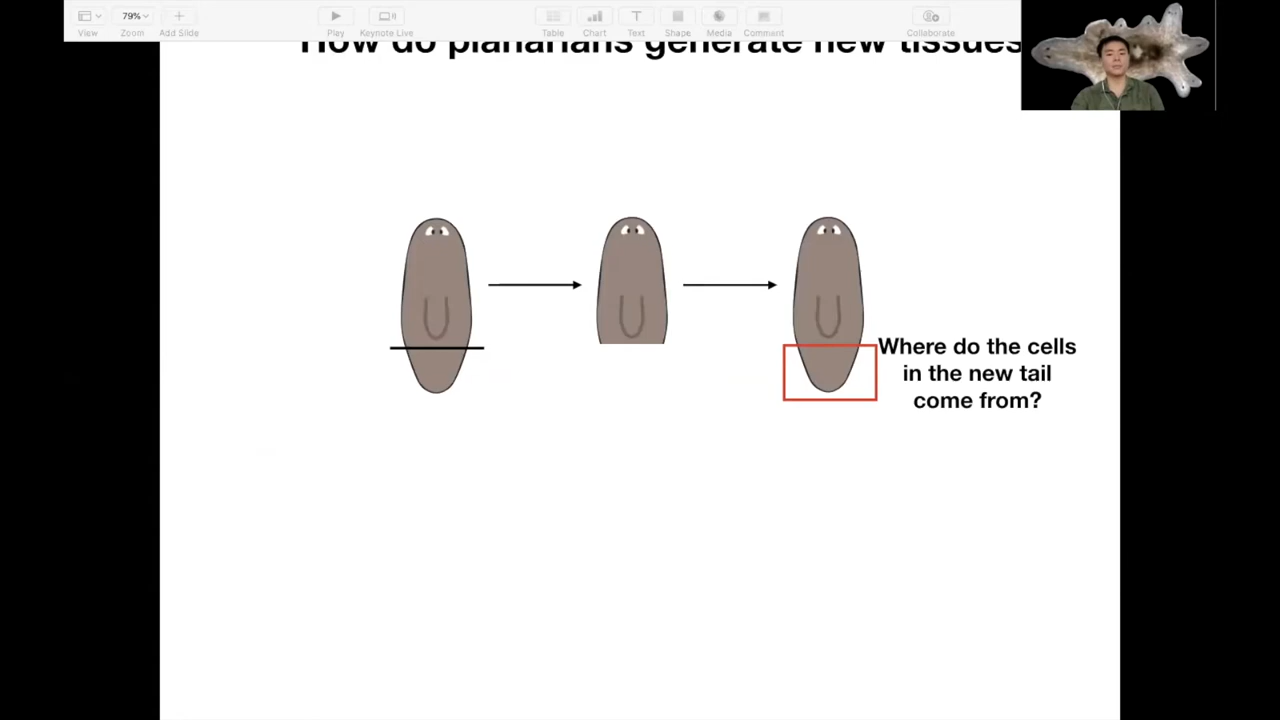 79%
View
Zoom
Add Slide
Play
Keynote Live
Table
Chart
Text
Shape
Media
Comment
Collaborate
How do planarians generate new tissues
Where do the cells
in the new tail
come from?